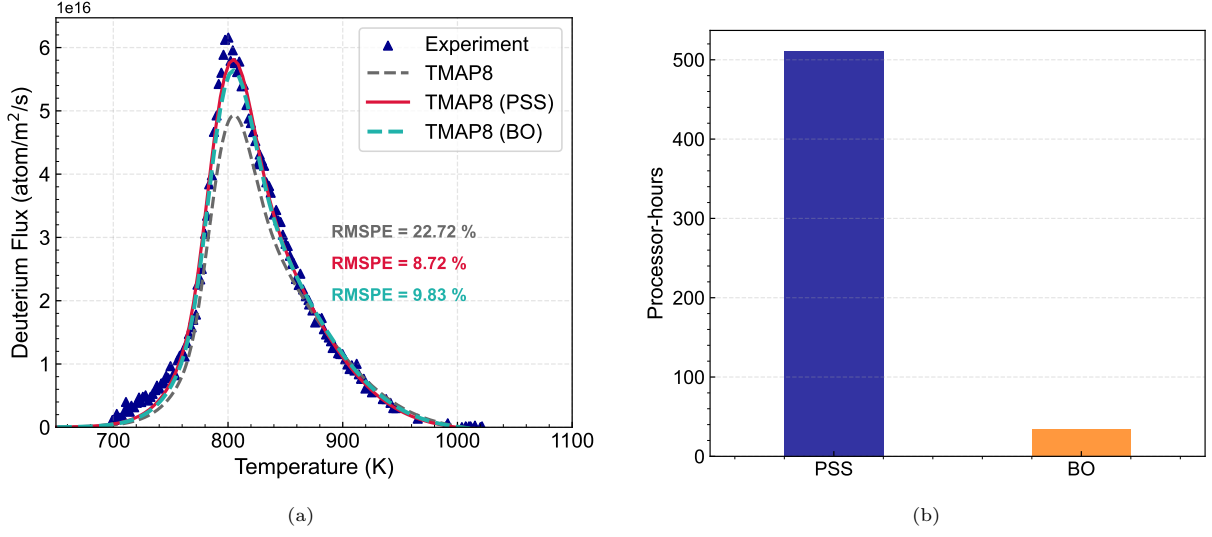 1e16
Deuterium Flux (atom/m²/s)
6
5
4
3
2
1
0
Experiment
TMAP8
TMAP8 (PSS)
TMAP8 (BO)
RMSPE = 22.72 %
RMSPE = 8.72 %
RMSPE = 9.83 %
700 800 900 1000 1100
Temperature (K)
(a)
Processor-hours
500
400
300
200
100
0
PSS BO
(b)